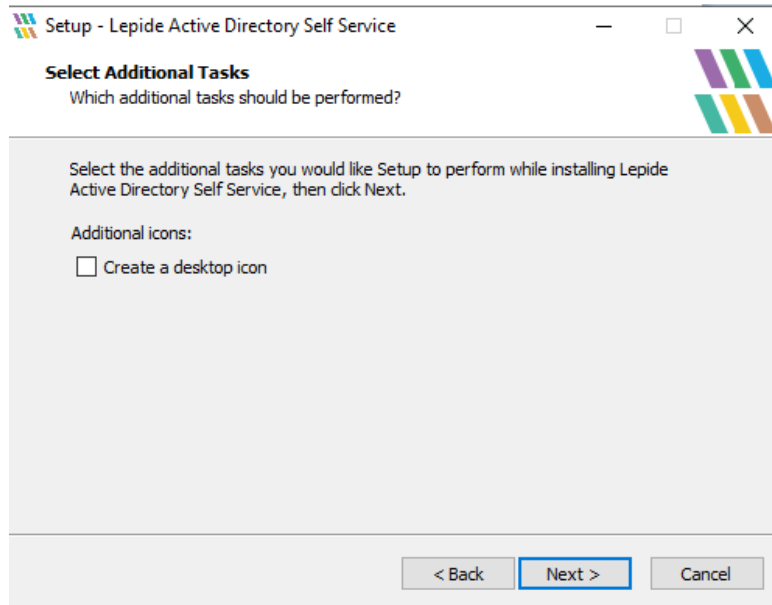 Setup - Lepide Active Directory Self Service
Select Additional Tasks
Which additional tasks should be performed?
Select the additional tasks you would like Setup to perform while installing Lepide
Active Directory Self Service, then click Next.
Additional icons:
Create a desktop icon
< Back Next > Cancel